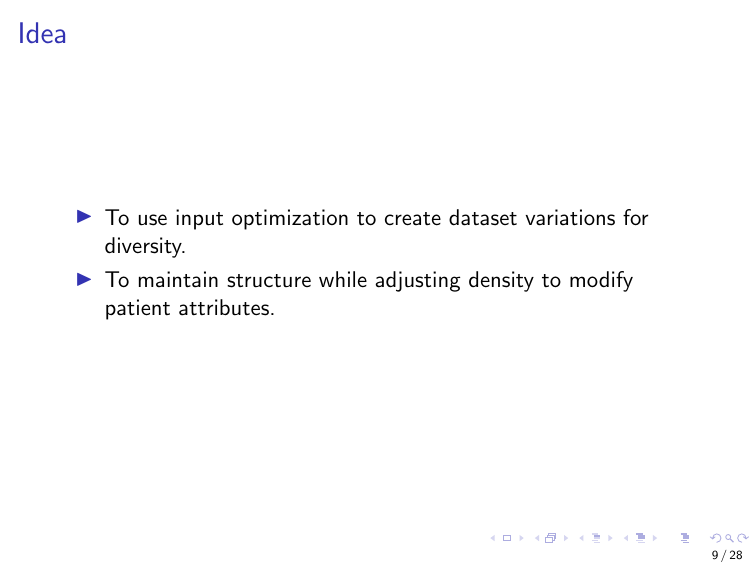 Idea
To use input optimization to create dataset variations for
diversity.
To maintain structure while adjusting density to modify
patient attributes.
9 / 28